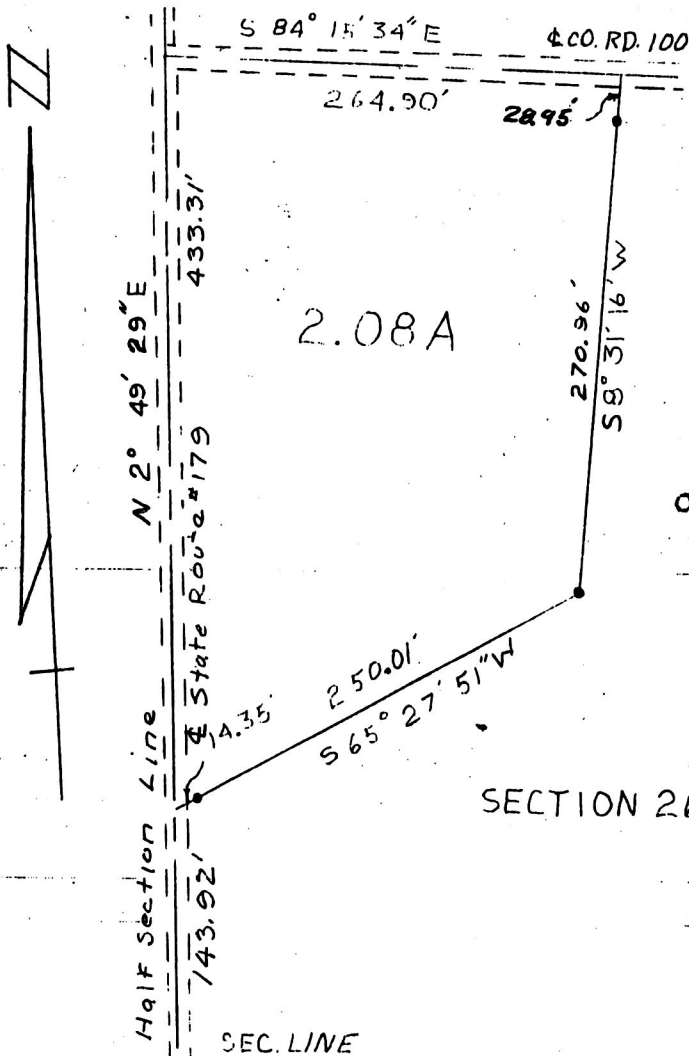 N
S 84° 15' 34" E
℄ CO. RD. 100
264.90'
28.95'
433.31'
N 2° 49' 29" E
2.08A
270.96'
S 8° 31' 16" W
℄ State Route #179
250.01'
S 65° 27' 51" W
14.35'
Half Section Line
SECTION 2
143.92'
SEC. LINE